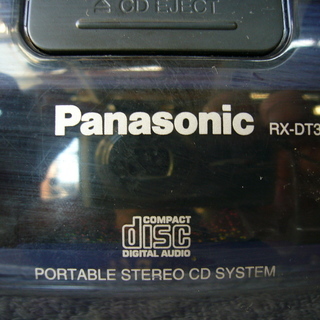 CD EJECT
Panasonic RX-DT3
COMPACT
disc
DIGITAL AUDIO
PORTABLE STEREO CD SYSTEM